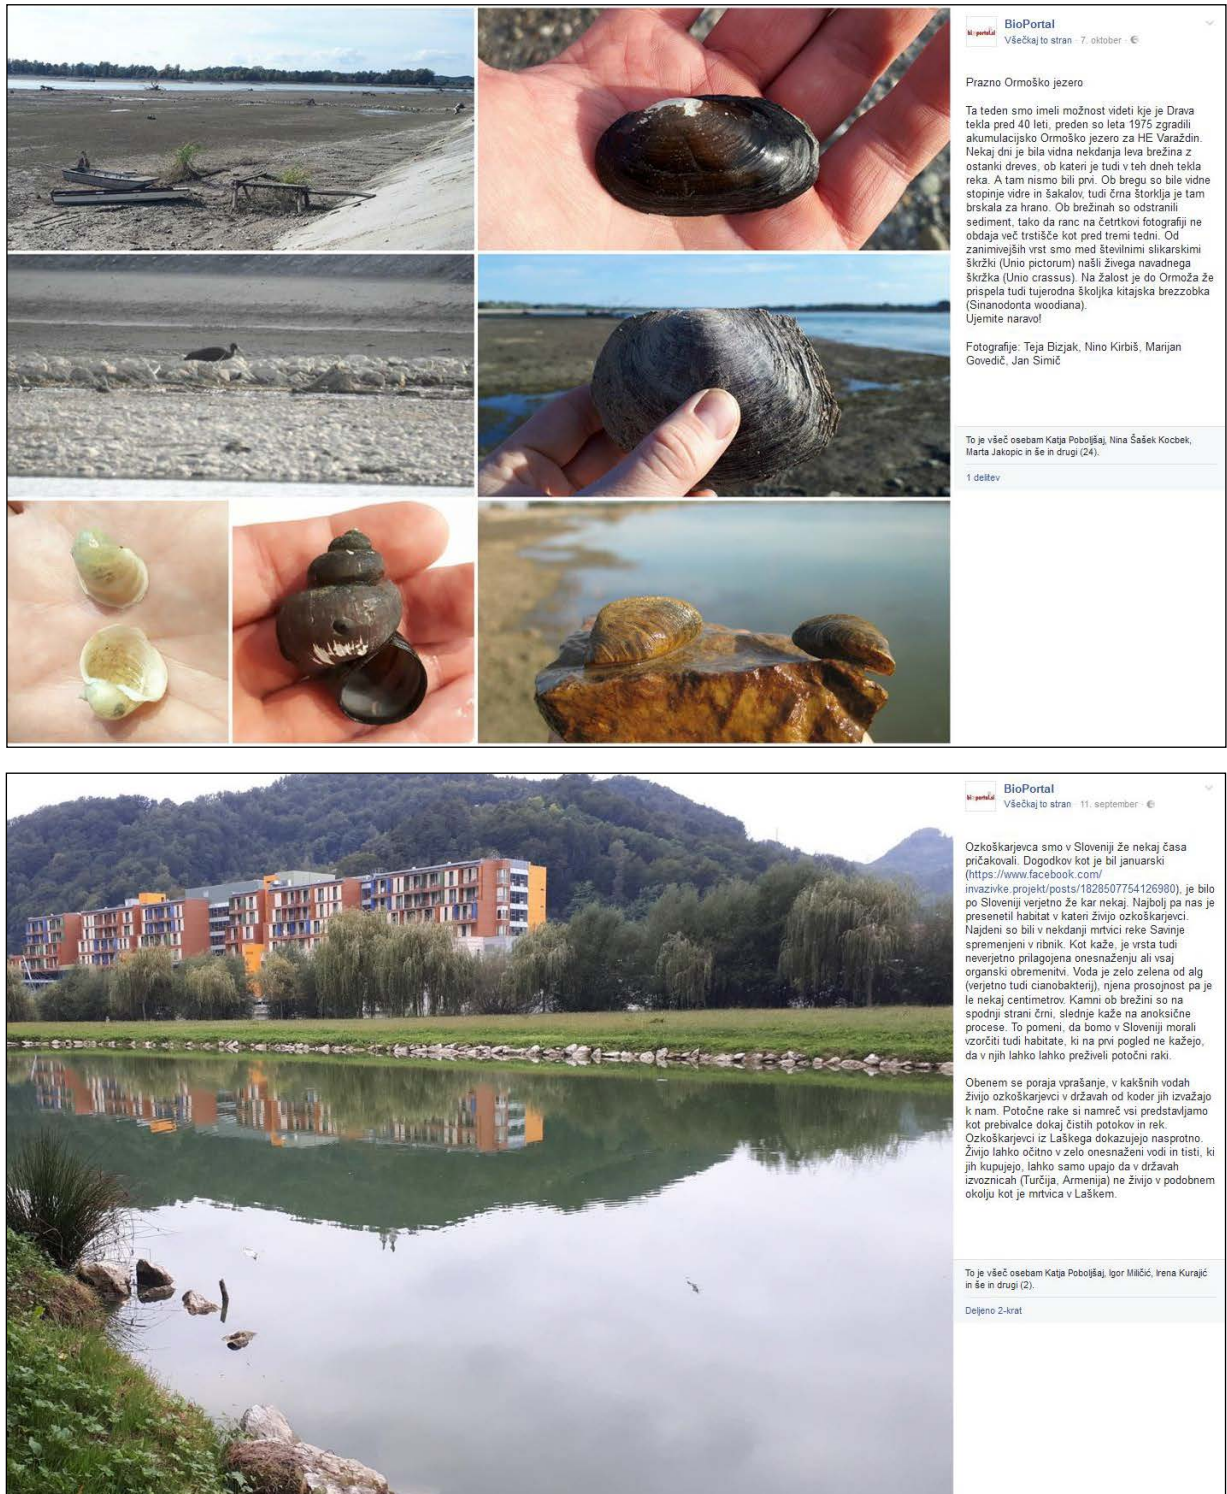 BioPortal
bioportal.si
Všečkaj to stran · 7. oktober ·
Prazno Ormoško jezero
Ta teden smo imeli možnost videti kje je Drava
tekla pred 40 leti, preden so leta 1975 zgradili
akumulacijsko Ormoško jezero za HE Varaždin.
Nekaj dni je bila vidna nekdanja leva brežina z
ostanki dreves, ob kateri je tudi v teh dneh tekla
reka. A tam nismo bili prvi. Ob bregu so bile vidne
stopinje vidre in šakalov, tudi črna štorklja je tam
brskala za hrano. Ob brežinah so odstranili
sediment, tako da ranc na četrtkovi fotografiji ne
obdaja več trstišče kot pred tremi tedni. Od
zanimivejših vrst smo med številnimi slikarskimi
škržki (Unio pictorum) našli živega navadnega
škržka (Unio crassus). Na žalost je do Ormoža že
prispela tudi tujerodna školjka kitajska brezzobka
(Sinanodonta woodiana).
Ujemite naravo!
Fotografije: Teja Bizjak, Nino Kirbiš, Marijan
Govedič, Jan Simič
To je všeč osebam Katja Poboljšaj, Nina Šašek Kocbek,
Marta Jakopic in še in drugi (24).
1 delitev
BioPortal
bioportal.si
Všečkaj to stran · 11. september ·
Ozkoškarjevca smo v Sloveniji že nekaj časa
pričakovali. Dogodkov kot je bil januarski
(https://www.facebook.com/
invazivke.projekt/posts/1828507754126980), je bilo
po Sloveniji verjetno že kar nekaj. Najbolj pa nas je
presenetil habitat v kateri živijo ozkoškarjevci.
Najdeni so bili v nekdanji mrtvici reke Savinje
spremenjeni v ribnik. Kot kaže, je vrsta tudi
neverjetno prilagojena onesnaženju ali vsaj
organski obremenitvi. Voda je zelo zelena od alg
(verjetno tudi cianobakterij), njena prosojnost pa je
le nekaj centimetrov. Kamni ob brežini so na
spodnji strani črni, slednje kaže na anoksične
procese. To pomeni, da bomo v Sloveniji morali
vzorčiti tudi habitate, ki na prvi pogled ne kažejo,
da v njih lahko lahko preživeli potočni raki.
Obenem se poraja vprašanje, v kakšnih vodah
živijo ozkoškarjevci v državah od koder jih izvažajo
k nam. Potočne rake si namreč vsi predstavljamo
kot prebivalce dokaj čistih potokov in rek.
Ozkoškarjevci iz Laškega dokazujejo nasprotno.
Živijo lahko očitno v zelo onesnaženi vodi in tisti, ki
jih kupujejo, lahko samo upajo da v državah
izvoznicah (Turčija, Armenija) ne živijo v podobnem
okolju kot je mrtvica v Laškem.
To je všeč osebam Katja Poboljšaj, Igor Miličić, Irena Kurajić
in še in drugi (2).
Deljeno 2-krat